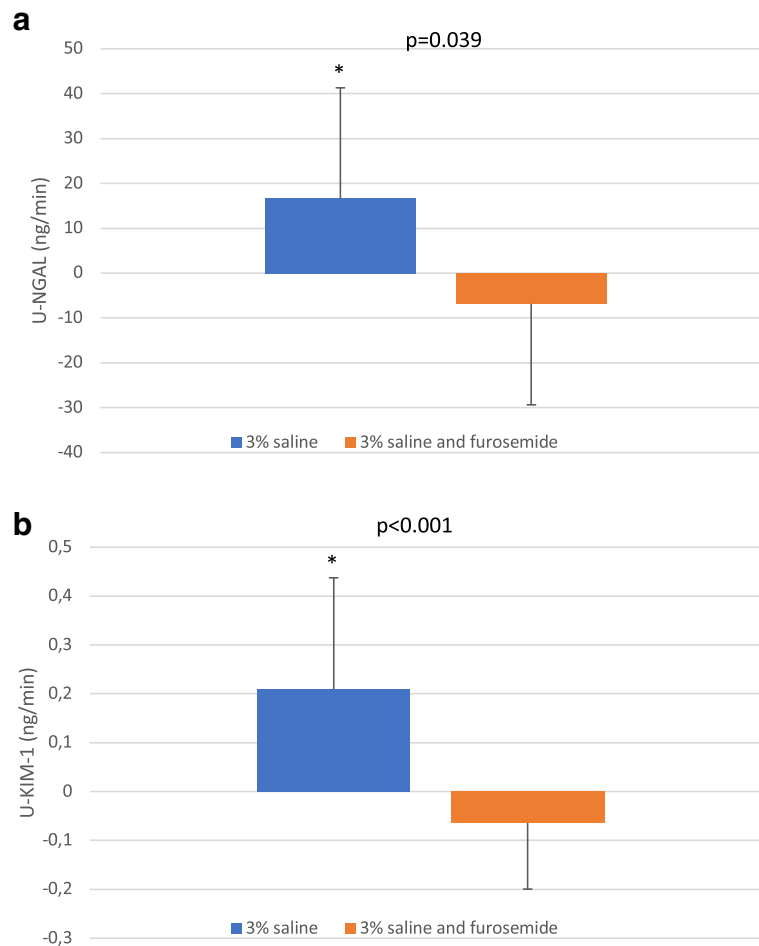 a
p=0.039
*
50
40
30
20
10
0
-10
-20
-30
-40
U-NGAL (ng/min)
3% saline
3% saline and furosemide
b
p<0.001
*
0,5
0,4
0,3
0,2
0,1
0
-0,1
-0,2
-0,3
U-KIM-1 (ng/min)
3% saline
3% saline and furosemide